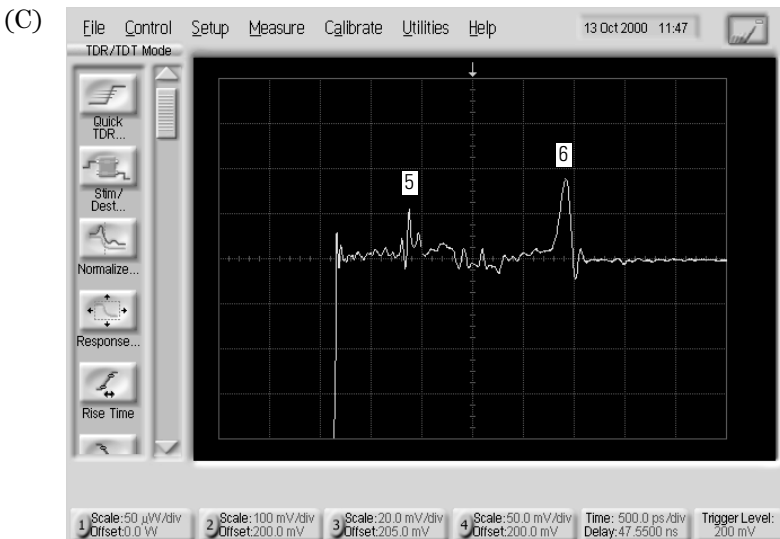 (C)
File Control Setup Measure Calibrate Utilities Help 13 Oct 2000 11:47
TDR/TDT Mode
Quick
TDR...
Stim/
Dest...
Normalize...
Response...
Rise Time
5
6
1 Scale:50 µW/div 2 Scale:100 mV/div 3 Scale:20.0 mV/div 4 Scale:50.0 mV/div Time:500.0 ps/div Trigger Level:
Offset:0.0 W Offset:200.0 mV Offset:205.0 mV Offset:200.0 mV Delay:47.5500 ns 200 mV